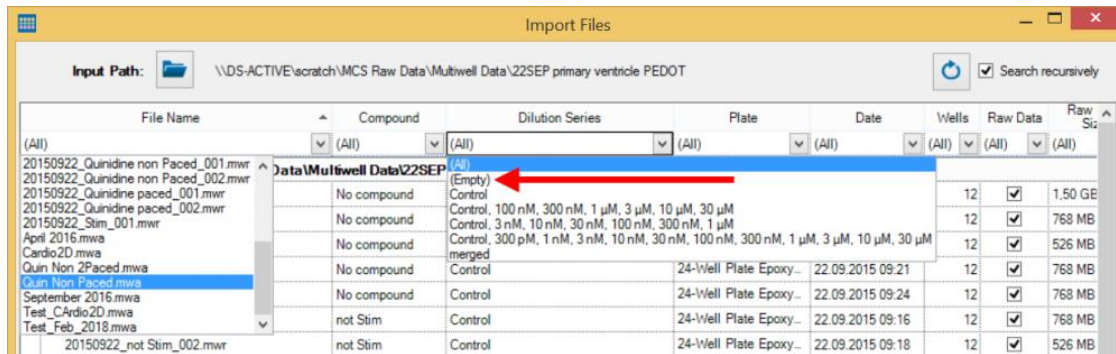 Import Files
Input Path: \\DS-ACTIVE\scratch\MCS Raw Data\Multiwell Data\22SEP primary ventricle PEDOT Search recursively
File Name Compound Dilution Series Plate Date Wells Raw Data Raw Siz
(All) (All) (All) (All) (All) (All) (All) (All)
20150922_Quinidine non Paced_001.mwr
20150922_Quinidine non Paced_002.mwr
20150922_Quinidine paced_001.mwr
20150922_Quinidine paced_002.mwr
20150922_Stim_001.mwr
April 2016.mwa
Cardio2D.mwa
Quin Non 2Paced.mwa
Quin Non Paced.mwa
September 2016.mwa
Test_CArdio2D.mwa
Test_Feb_2018.mwa
Data\Multiwell Data\22SEP
(All)
(Empty)
Control
Control, 100 nM, 300 nM, 1 µM, 3 µM, 10 µM, 30 µM
Control, 3 nM, 10 nM, 30 nM, 100 nM, 300 nM, 1 µM
Control, 300 pM, 1 nM, 3 nM, 10 nM, 30 nM, 100 nM, 300 nM, 1 µM, 3 µM, 10 µM, 30 µM
merged
No compound 12 1,50 GB
No compound 12 768 MB
No compound 12 526 MB
No compound Control 24-Well Plate Epoxy... 22.09.2015 09:21 12 768 MB
No compound Control 24-Well Plate Epoxy... 22.09.2015 09:24 12 768 MB
not Stim Control 24-Well Plate Epoxy... 22.09.2015 09:16 12 768 MB
20150922_not Stim_002.mwr not Stim Control 24-Well Plate Epoxy... 22.09.2015 09:18 12 526 MB